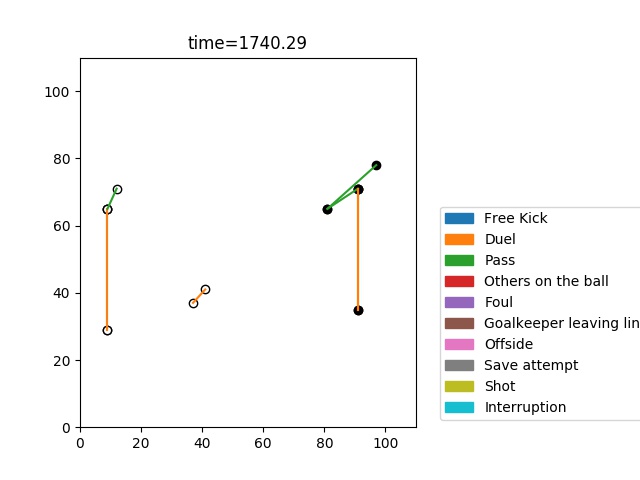 time=1740.29
100
80
60
40
20
0
0 20 40 60 80 100
Free Kick
Duel
Pass
Others on the ball
Foul
Goalkeeper leaving lin
Offside
Save attempt
Shot
Interruption